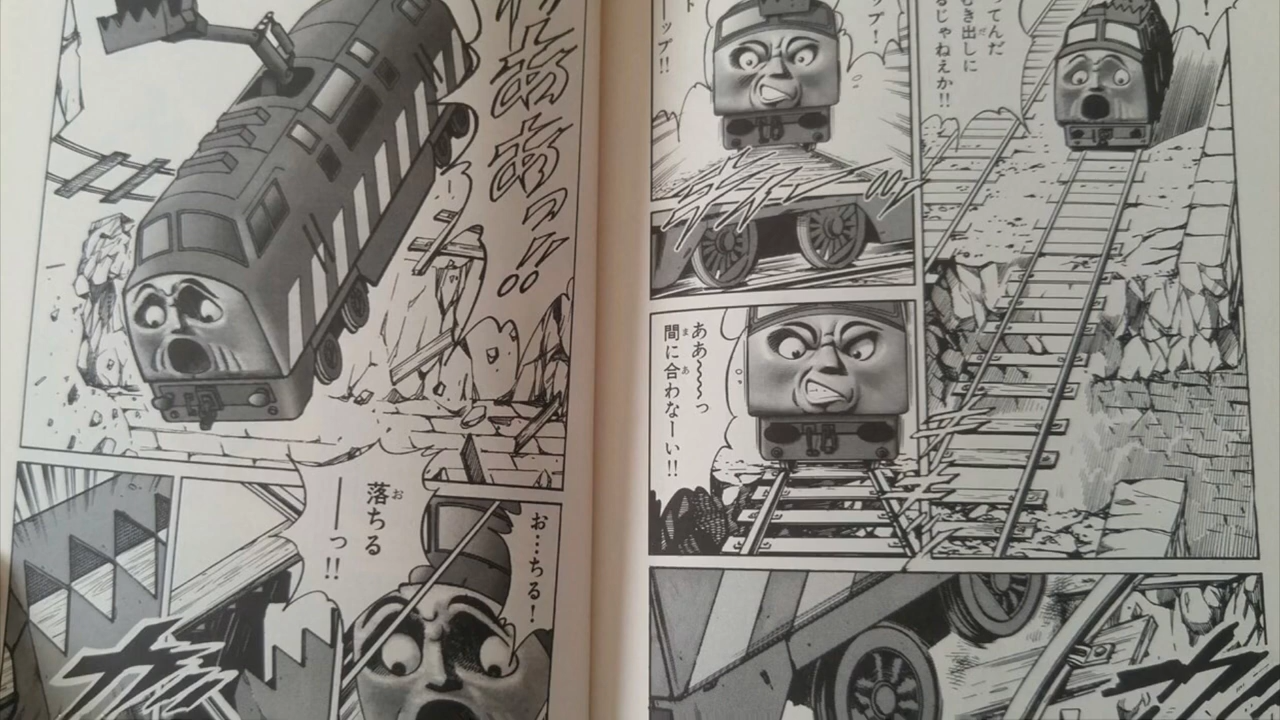 ってんだ
むき出しに
るじゃねえか!!
ップ!
ーップ!!
ああ〜〜〜っ
間に合わなーい!!
あああっ!!
お…ちる!
落ちる
ーーっ!!